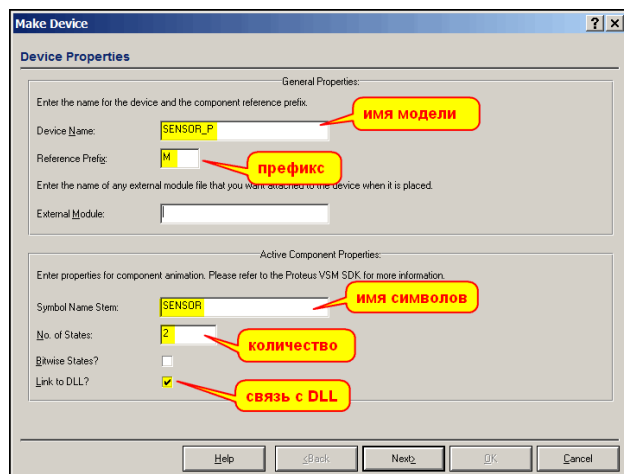 Make Device
Device Properties
General Properties:
Enter the name for the device and the component reference prefix.
имя модели
Device Name: SENSOR_P
Reference Prefix: M
префикс
Enter the name of any external module file that you want attached to the device when it is placed.
External Module:
Active Component Properties:
Enter properties for component animation. Please refer to the Proteus VSM SDK for more information.
имя символов
Symbol Name Stem: SENSOR
No. of States: 2
количество
Bitwise States?
Link to DLL?
связь с DLL
Help <Back Next> OK Cancel